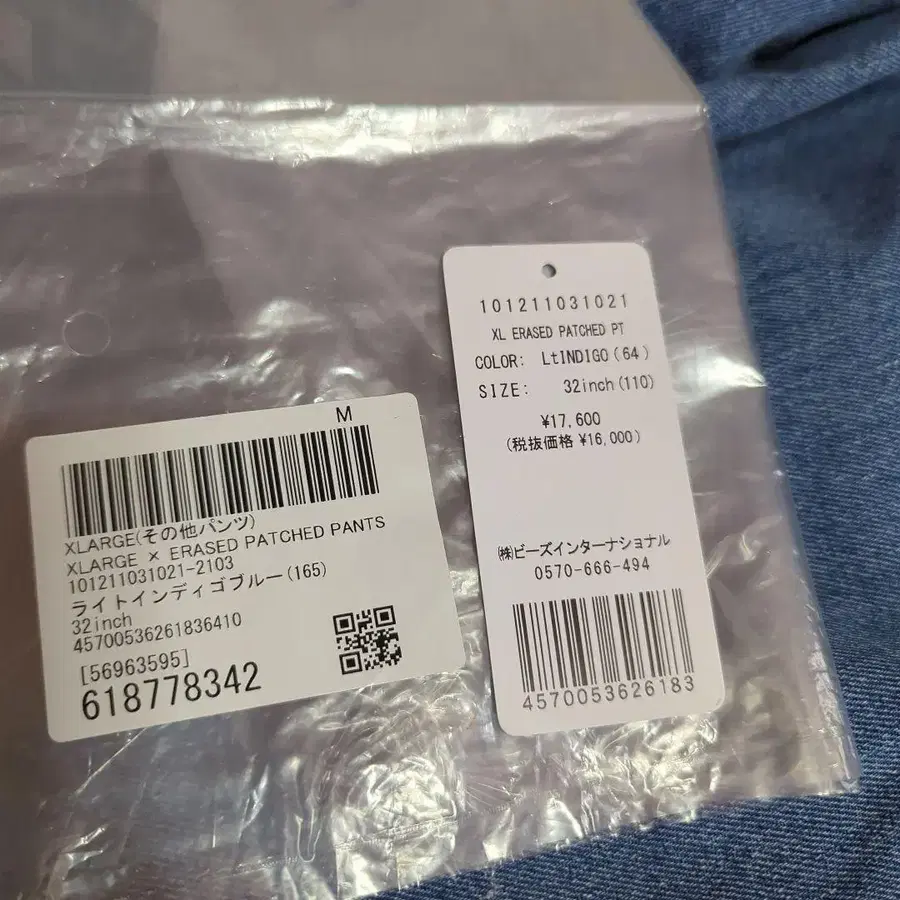 M
XLARGE(その他パンツ)
XLARGE × ERASED PATCHED PANTS
101211031021-2103
ライトインディゴブルー(165)
32inch
45700536261836410
[56963595]
618778342
101211031021
XL ERASED PATCHED PT
COLOR: LtINDIGO(64)
SIZE: 32inch(110)
¥17,600
(税抜価格 ¥16,000)
㈱ビーズインターナショナル
0570-666-494
4570053626183